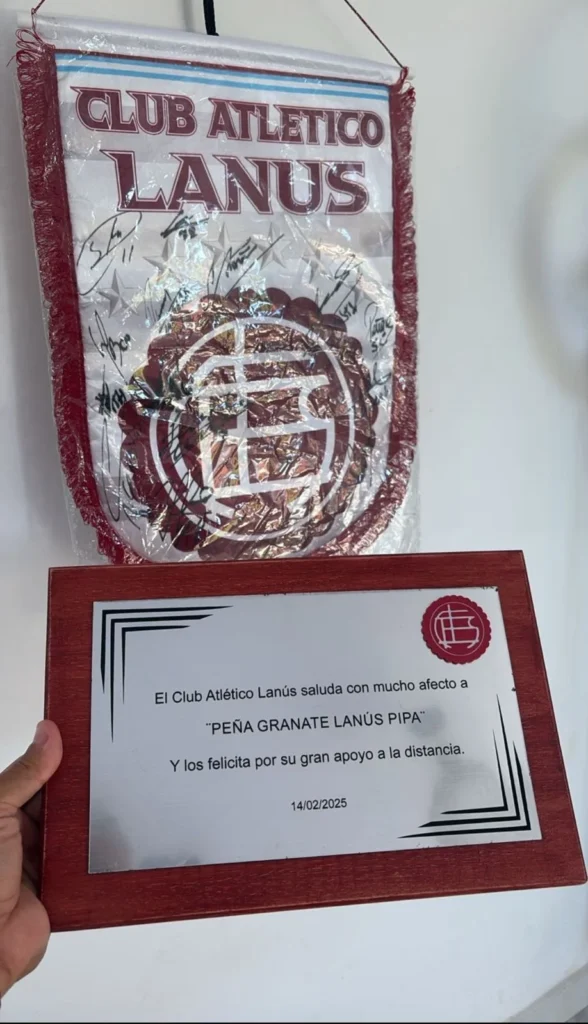 CLUB ATLETICO
LANUS
11
El Club Atlético Lanús saluda con mucho afecto a
¨PEÑA GRANATE LANÚS PIPA¨
Y los felicita por su gran apoyo a la distancia.
14/02/2025